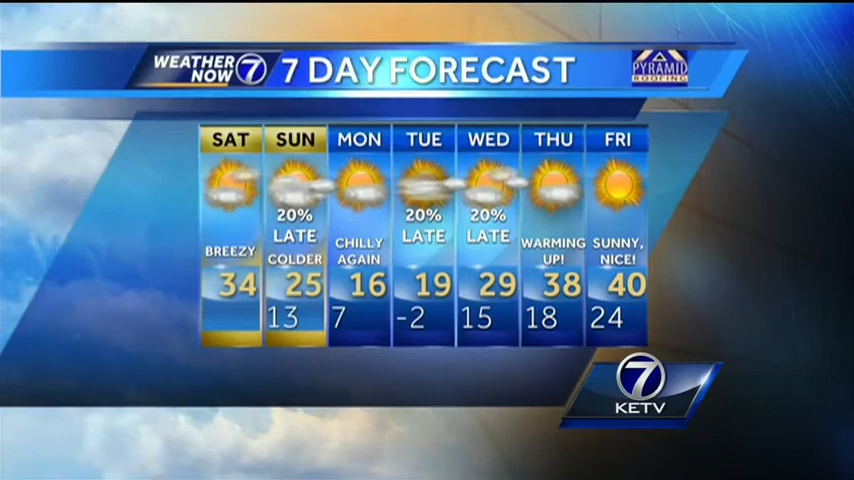 WEATHER NOW 7
7 DAY FORECAST
PYRAMID
ROOFING
SAT SUN MON TUE WED THU FRI
20% LATE 20% LATE 20% LATE
BREEZY COLDER CHILLY AGAIN WARMING UP! SUNNY, NICE!
34 25 16 19 29 38 40
13 7 -2 15 18 24
7
KETV